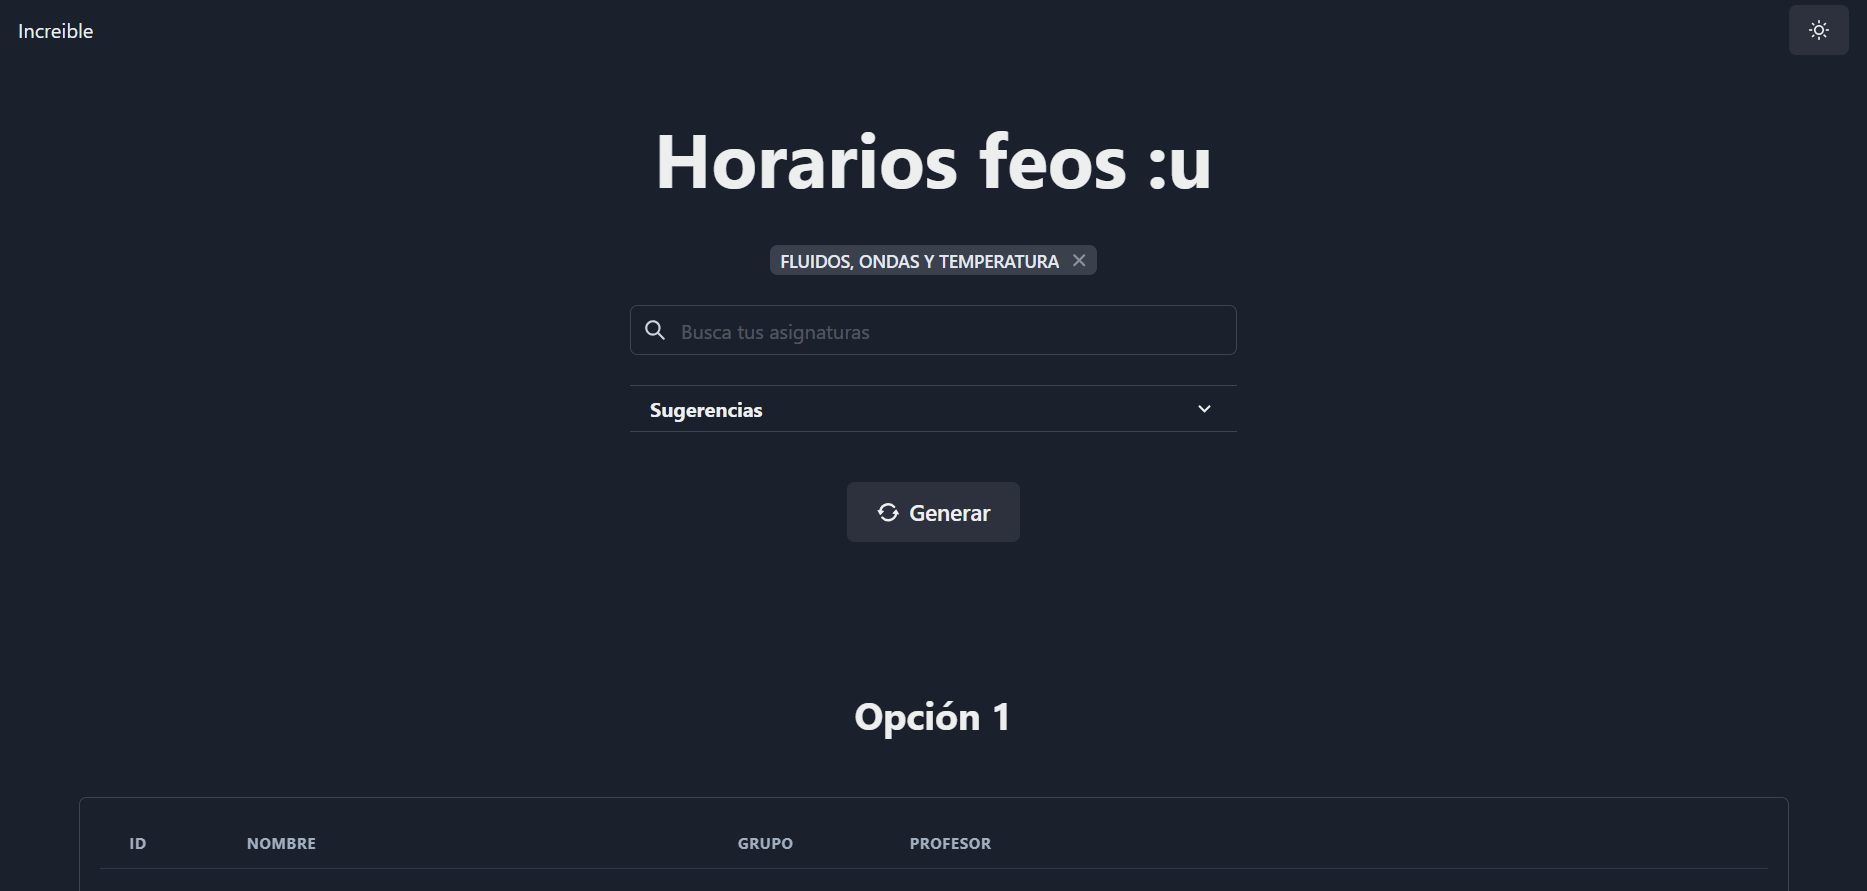 Increible
Horarios feos :u
FLUIDOS, ONDAS Y TEMPERATURA
Busca tus asignaturas
Sugerencias
Generar
Opción 1
ID NOMBRE GRUPO PROFESOR